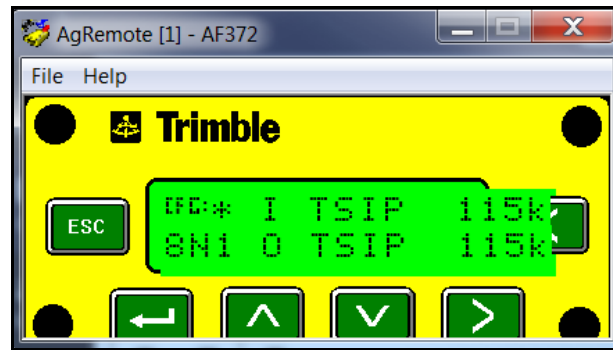 AgRemote [1] - AF372
File Help
Trimble
ESC
* I TSIP 115k
8N1 O TSIP 115k